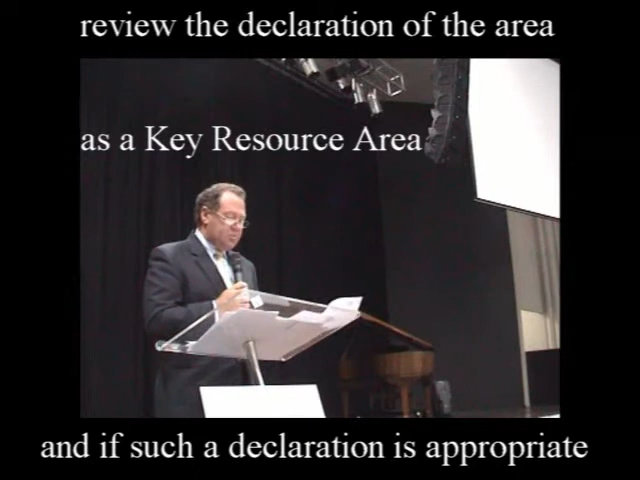 review the declaration of the area
as a Key Resource Area
and if such a declaration is appropriate